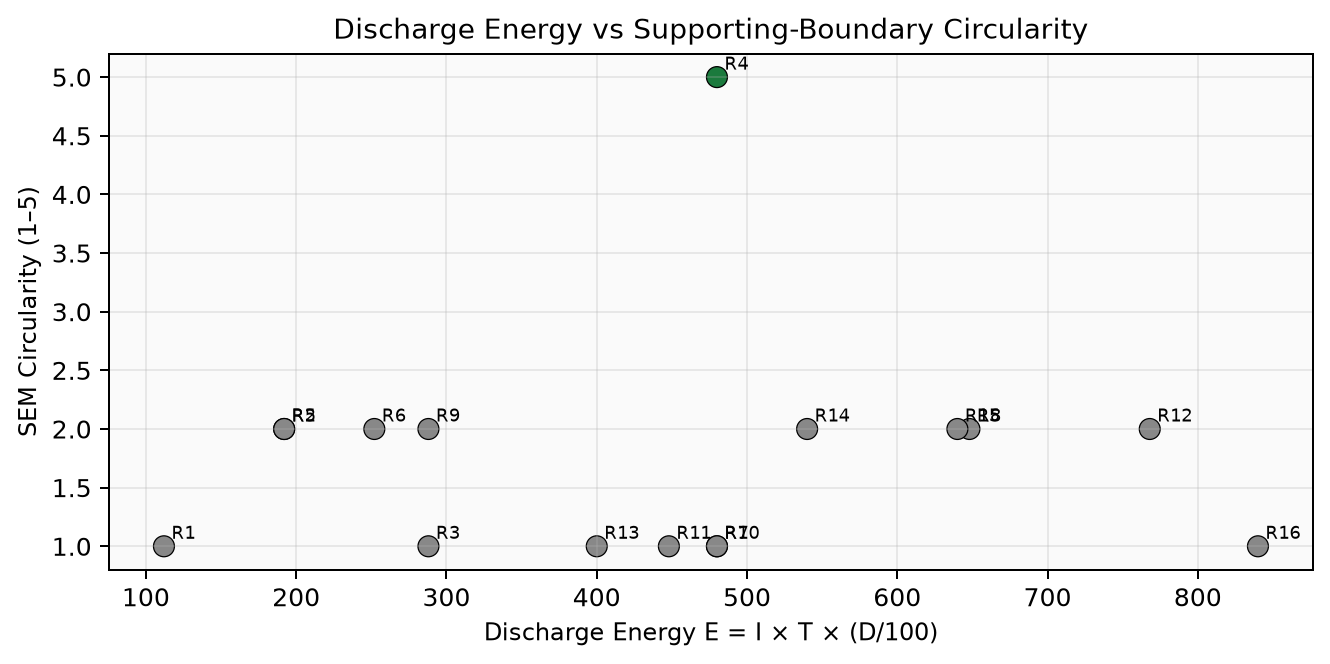 Discharge Energy vs Supporting-Boundary Circularity
5.0
R4
4.5
4.0
3.5
3.0
2.5
2.0
R6
R9
R14
R12
1.5
1.0
R1
R3
R13
R11
R16
SEM Circularity (1–5)
100 200 300 400 500 600 700 800
Discharge Energy E = I × T × (D/100)